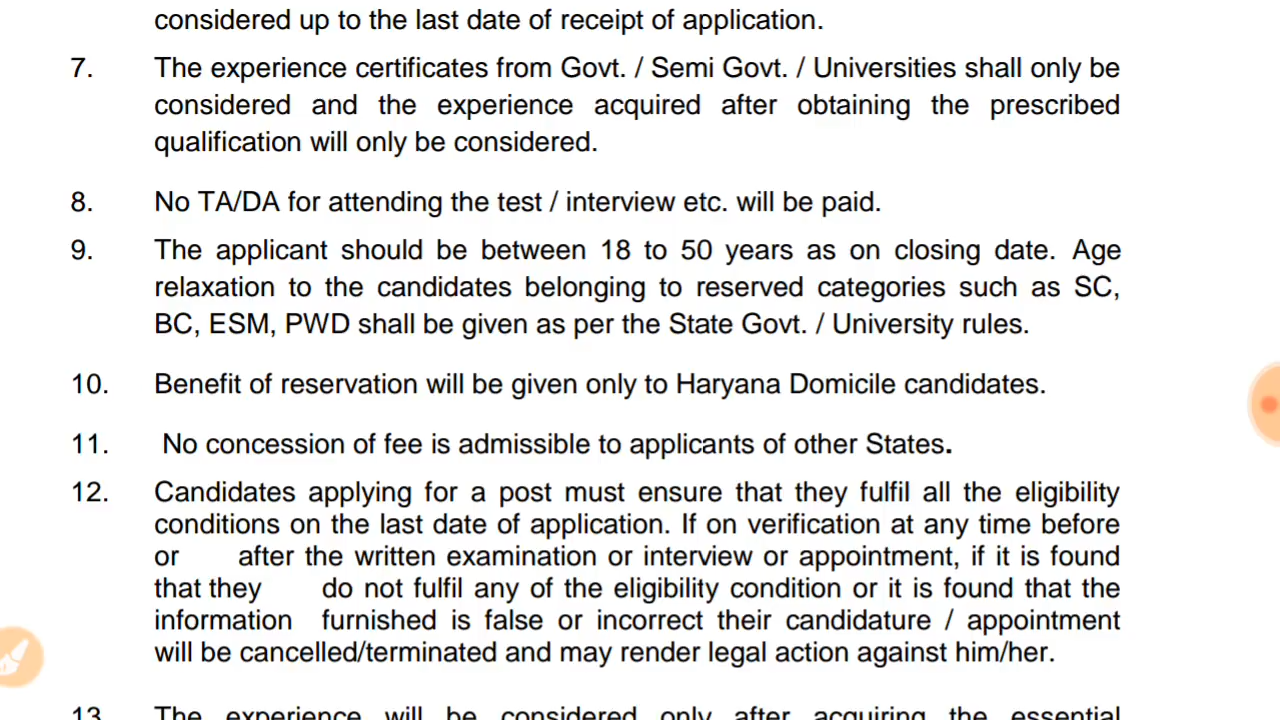 considered up to the last date of receipt of application.
7. The experience certificates from Govt. / Semi Govt. / Universities shall only be
considered and the experience acquired after obtaining the prescribed
qualification will only be considered.
8. No TA/DA for attending the test / interview etc. will be paid.
9. The applicant should be between 18 to 50 years as on closing date. Age
relaxation to the candidates belonging to reserved categories such as SC,
BC, ESM, PWD shall be given as per the State Govt. / University rules.
10. Benefit of reservation will be given only to Haryana Domicile candidates.
11. No concession of fee is admissible to applicants of other States.
12. Candidates applying for a post must ensure that they fulfil all the eligibility
conditions on the last date of application. If on verification at any time before
or after the written examination or interview or appointment, if it is found
that they do not fulfil any of the eligibility condition or it is found that the
information furnished is false or incorrect their candidature / appointment
will be cancelled/terminated and may render legal action against him/her.
13. The experience will be considered only after acquiring the essential